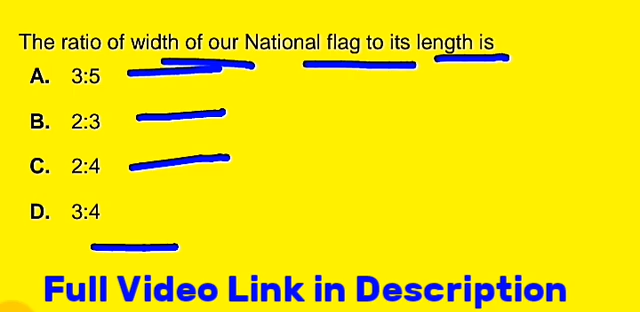 The ratio of width of our National flag to its length is
A. 3:5
B. 2:3
C. 2:4
D. 3:4
Full Video Link in Description